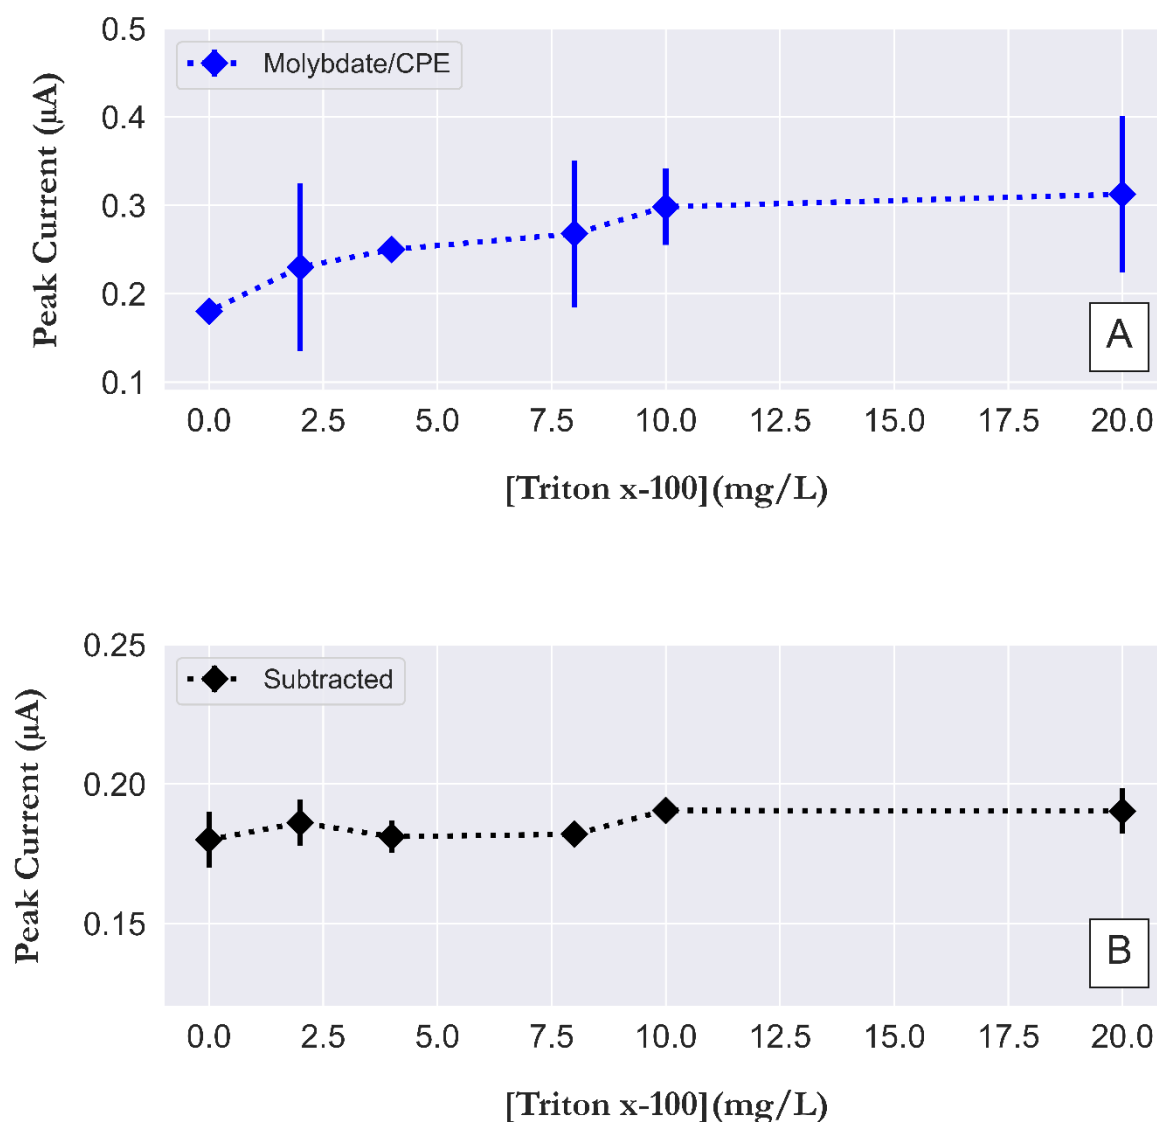 0.5
Molybdate/CPE
0.4
0.3
0.2
0.1
Peak Current (μA)
A
0.0 2.5 5.0 7.5 10.0 12.5 15.0 17.5 20.0
[Triton x-100](mg/L)
0.25
Subtracted
0.20
0.15
Peak Current (μA)
B
0.0 2.5 5.0 7.5 10.0 12.5 15.0 17.5 20.0
[Triton x-100](mg/L)